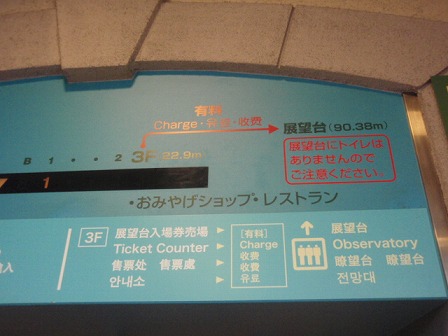 有料
Charge・유료・收费
展望台(90.38m)
B 1・・2 3F(22.9m)
1
展望台にトイレは
ありませんので
ご注意ください。
・おみやげショップ・レストラン
3F
展望台入場券売場
Ticket Counter
售票处 售票處
안내소
[有料]
Charge
收费
收費
유료
展望台
Observatory
瞭望台 瞭望台
전망대